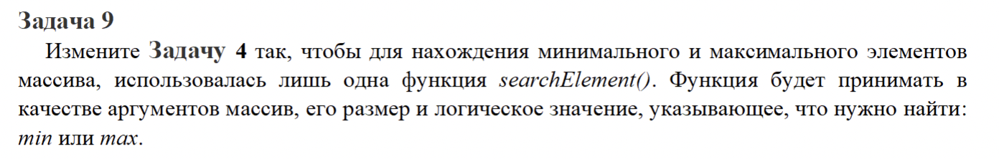 Задача 9
Измените Задачу 4 так, чтобы для нахождения минимального и максимального элементов
массива, использовалась лишь одна функция searchElement(). Функция будет принимать в
качестве аргументов массив, его размер и логическое значение, указывающее, что нужно найти:
min или max.